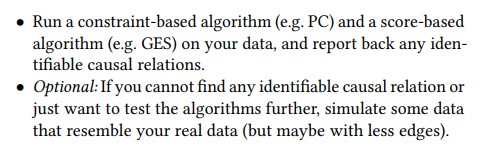 • Run a constraint-based algorithm (e.g. PC) and a score-based
algorithm (e.g. GES) on your data, and report back any iden-
tifiable causal relations.
• Optional: If you cannot find any identifiable causal relation or
just want to test the algorithms further, simulate some data
that resemble your real data (but maybe with less edges).